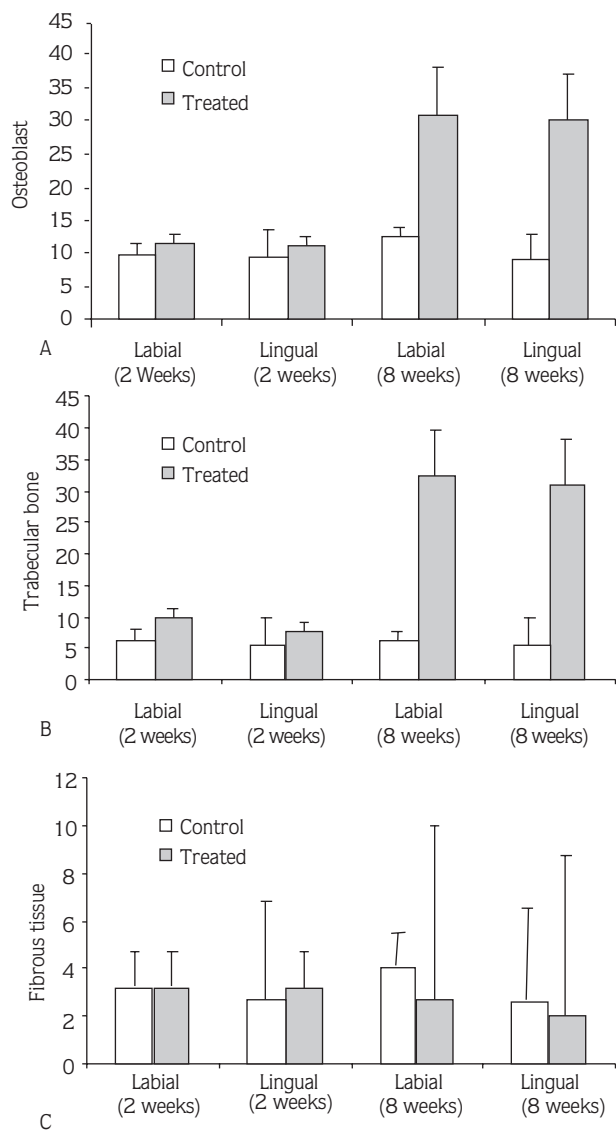 45
40
35
30
25
20
15
10
5
0
Osteoblast
Control
Treated
A
Labial Lingual Labial Lingual
(2 Weeks) (2 weeks) (8 weeks) (8 weeks)
45
40
35
30
25
20
15
10
5
0
Trabecular bone
Control
Treated
B
Labial Lingual Labial Lingual
(2 weeks) (2 weeks) (8 weeks) (8 weeks)
12
10
8
6
4
2
0
Fibrous tissue
Control
Treated
C
Labial Lingual Labial Lingual
(2 weeks) (2 weeks) (8 weeks) (8 weeks)